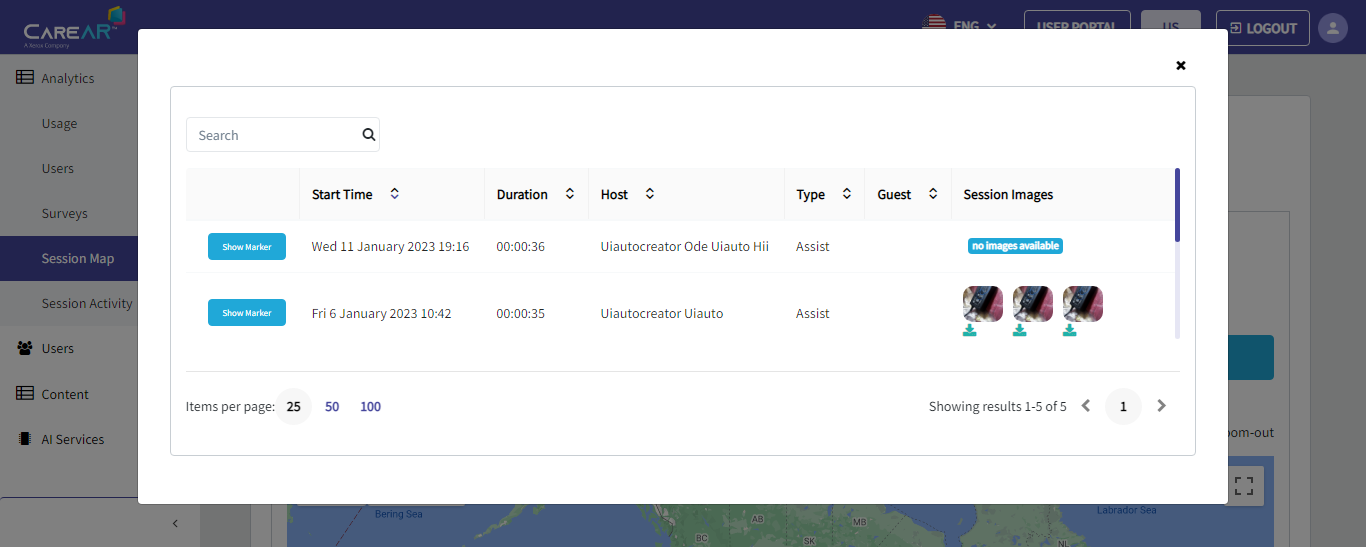 CAREAR™
A Xerox Company
ENG
USER PORTAL
US
LOGOUT
Analytics
Usage
Users
Surveys
Session Map
Session Activity
Users
Content
AI Services
Search
Start Time Duration Host Type Guest Session Images
Show Marker Wed 11 January 2023 19:16 00:00:36 Uiautocreator Ode Uiauto Hii Assist no images available
Show Marker Fri 6 January 2023 10:42 00:00:35 Uiautocreator Uiauto Assist
Items per page: 25 50 100
Showing results 1-5 of 5 1
oom-out
Bering Sea
AB
SK
BC
MB
ON
Labrador Sea